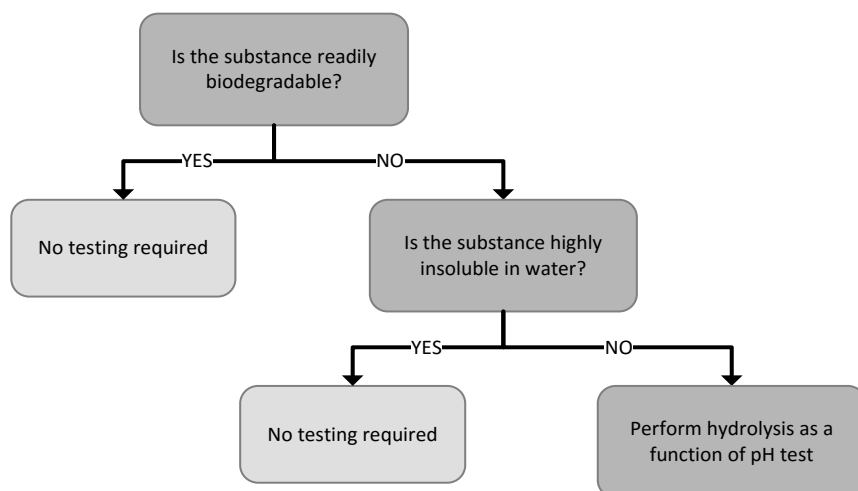 Is the substance readily
biodegradable?
YES
NO
No testing required
Is the substance highly
insoluble in water?
YES
NO
No testing required
Perform hydrolysis as a
function of pH test